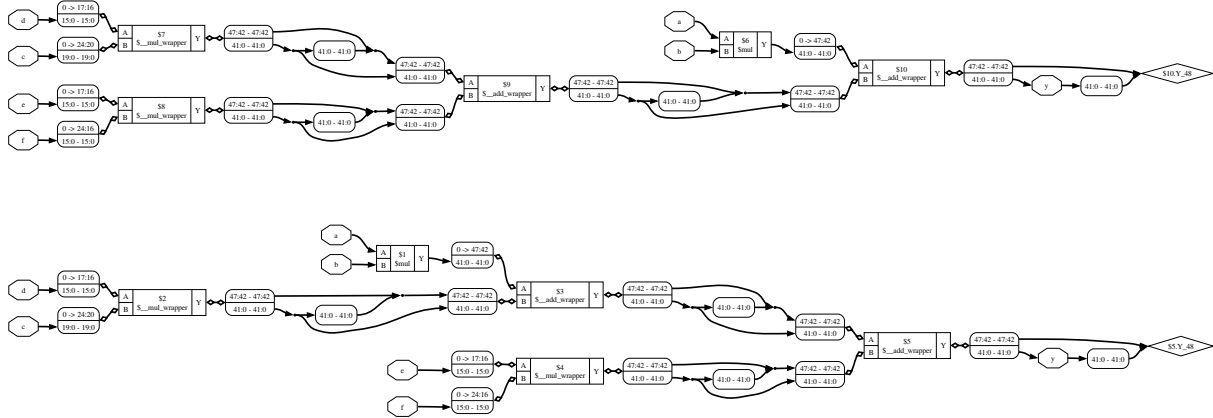 d
0 -> 17:16
15:0 - 15:0
c
0 -> 24:20
19:0 - 19:0
A
B
$7
$__mul_wrapper
Y
47:42 - 47:42
41:0 - 41:0
41:0 - 41:0
e
0 -> 17:16
15:0 - 15:0
f
0 -> 24:16
15:0 - 15:0
A
B
$8
$__mul_wrapper
Y
47:42 - 47:42
41:0 - 41:0
41:0 - 41:0
47:42 - 47:42
41:0 - 41:0
47:42 - 47:42
41:0 - 41:0
A
B
$9
$__add_wrapper
Y
47:42 - 47:42
41:0 - 41:0
41:0 - 41:0
a
b
A
B
$6
$mul
Y
0 -> 47:42
41:0 - 41:0
47:42 - 47:42
41:0 - 41:0
A
B
$10
$__add_wrapper
Y
47:42 - 47:42
41:0 - 41:0
y
41:0 - 41:0
$10.Y_48
a
b
A
B
$1
$mul
Y
0 -> 47:42
41:0 - 41:0
d
0 -> 17:16
15:0 - 15:0
c
0 -> 24:20
19:0 - 19:0
A
B
$2
$__mul_wrapper
Y
47:42 - 47:42
41:0 - 41:0
41:0 - 41:0
47:42 - 47:42
41:0 - 41:0
A
B
$3
$__add_wrapper
Y
47:42 - 47:42
41:0 - 41:0
41:0 - 41:0
e
0 -> 17:16
15:0 - 15:0
f
0 -> 24:16
15:0 - 15:0
A
B
$4
$__mul_wrapper
Y
47:42 - 47:42
41:0 - 41:0
41:0 - 41:0
47:42 - 47:42
41:0 - 41:0
47:42 - 47:42
41:0 - 41:0
A
B
$5
$__add_wrapper
Y
47:42 - 47:42
41:0 - 41:0
y
41:0 - 41:0
$5.Y_48